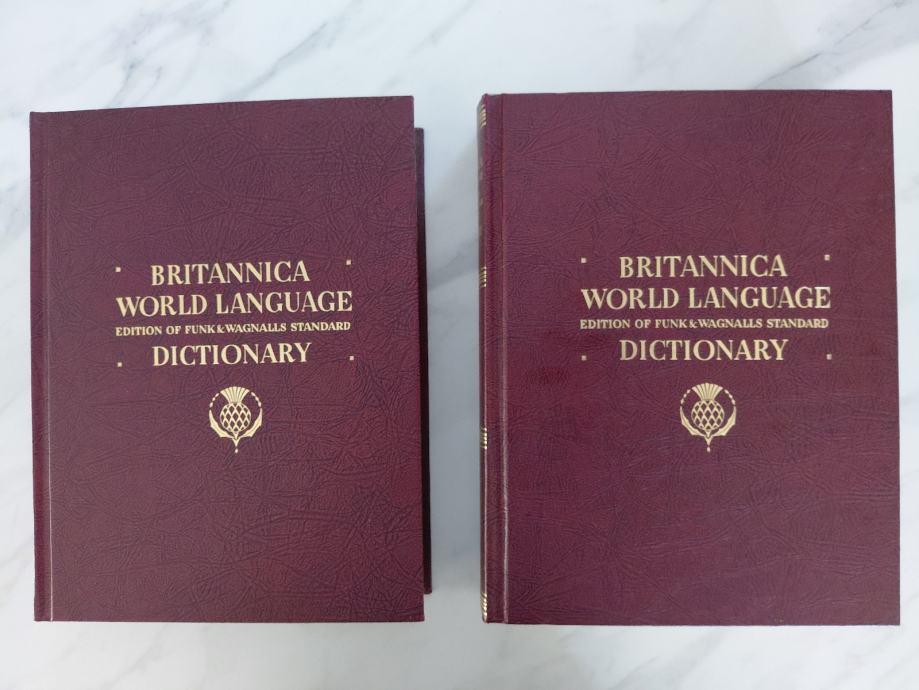 BRITANNICA
WORLD LANGUAGE
EDITION OF FUNK & WAGNALLS STANDARD
DICTIONARY
BRITANNICA
WORLD LANGUAGE
EDITION OF FUNK & WAGNALLS STANDARD
DICTIONARY